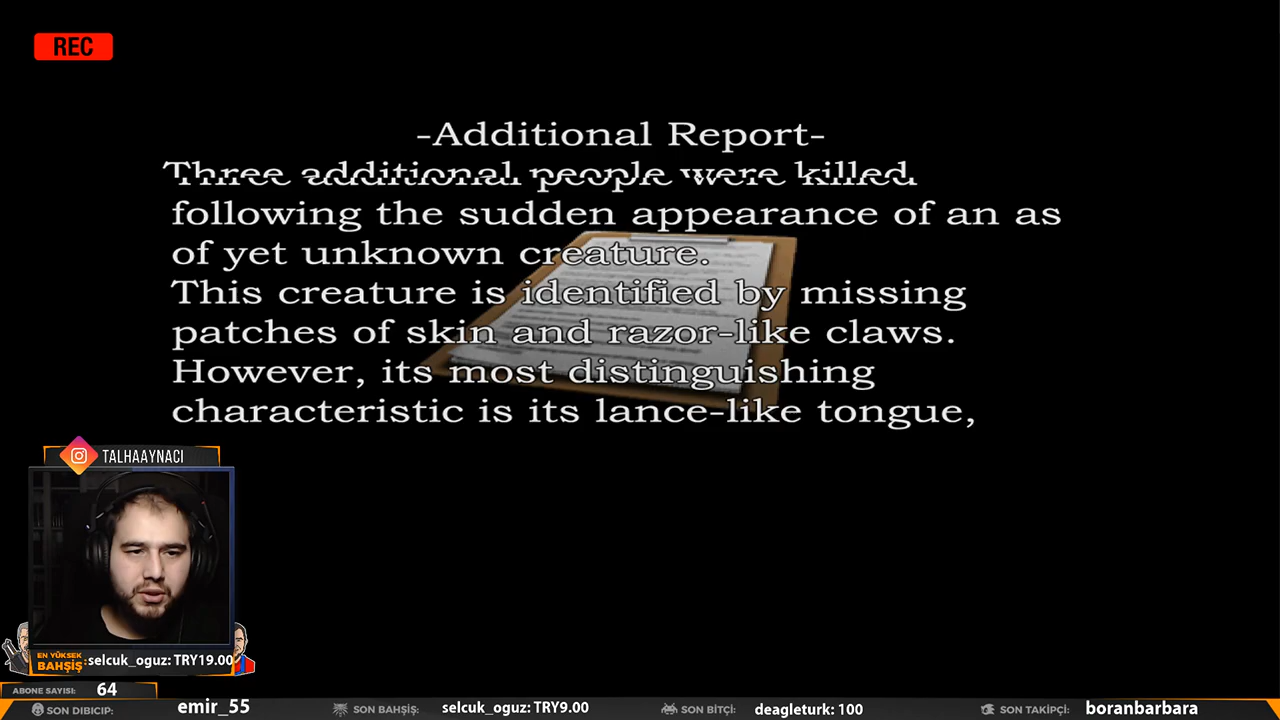 REC
-Additional Report-
Three additional people were killed
following the sudden appearance of an as
of yet unknown creature.
This creature is identified by missing
patches of skin and razor-like claws.
However, its most distinguishing
characteristic is its lance-like tongue,
TALHAAYNACI
EN YÜKSEK
BAHŞİŞ:selcuk_oguz: TRY19.00
ABONE SAYISI: 64
SON DIBICIP: emir_55 SON BAHŞİŞ: selcuk_oguz: TRY9.00 SON BİTÇİ: deagleturk: 100 SON TAKİPÇİ: boranbarbara